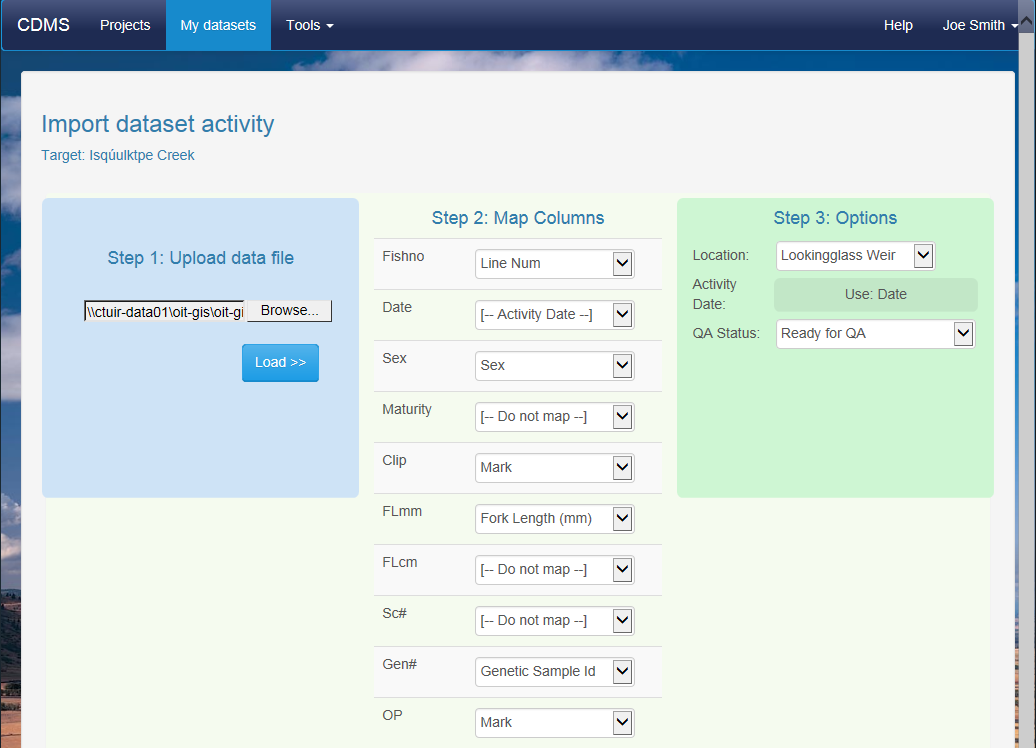 CDMS Projects My datasets Tools Help Joe Smith
Import dataset activity
Target: Isqúulktpe Creek
Step 1: Upload data file
\\ctuir-data01\oit-gis\oit-gi Browse...
Load >>
Step 2: Map Columns
Fishno Line Num
Date [-- Activity Date --]
Sex Sex
Maturity [-- Do not map --]
Clip Mark
FLmm Fork Length (mm)
FLcm [-- Do not map --]
Sc# [-- Do not map --]
Gen# Genetic Sample Id
OP Mark
Step 3: Options
Location: Lookingglass Weir
Activity
Date:
Use: Date
QA Status: Ready for QA